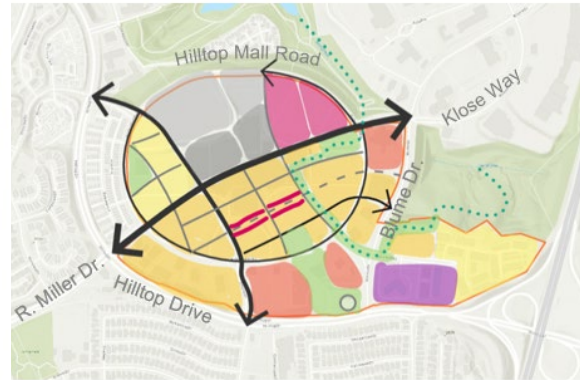 Hilltop Mall Road
Klose Way
Blume Dr.
R. Miller Dr.
Hilltop Drive